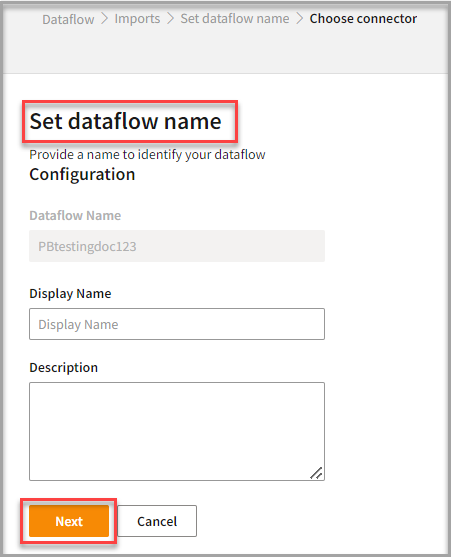 Dataflow > Imports > Set dataflow name > Choose connector
Set dataflow name
Provide a name to identify your dataflow
Configuration
Dataflow Name
PBtestingdoc123
Display Name
Display Name
Description
Next Cancel